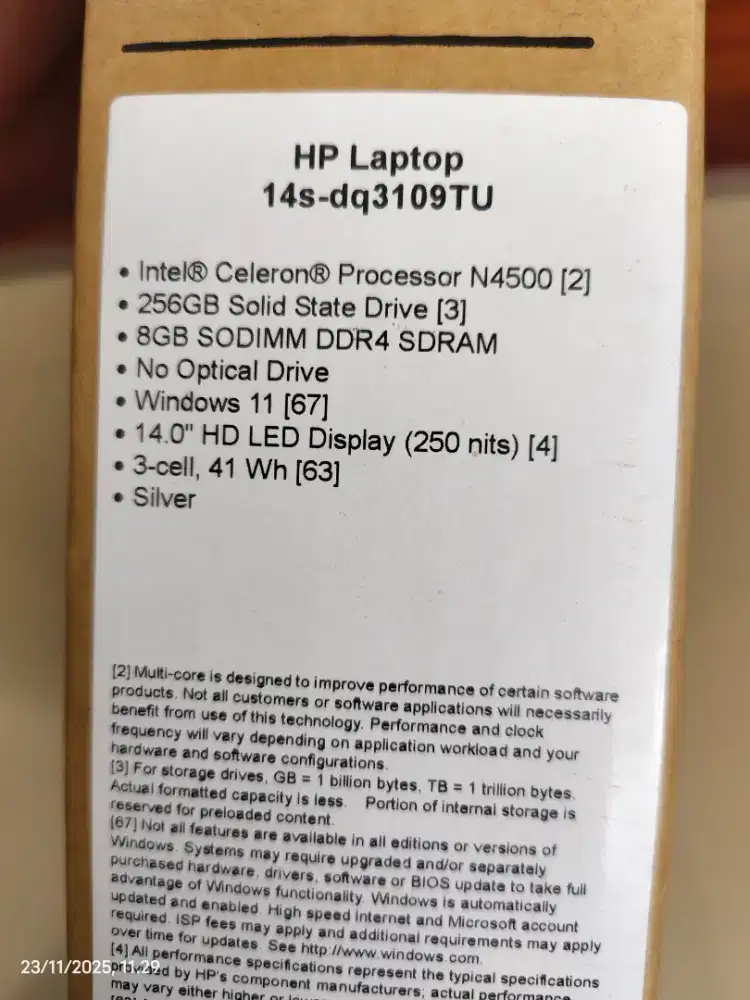 HP Laptop
14s-dq3109TU
• Intel® Celeron® Processor N4500 [2]
• 256GB Solid State Drive [3]
• 8GB SODIMM DDR4 SDRAM
• No Optical Drive
• Windows 11 [67]
• 14.0" HD LED Display (250 nits) [4]
• 3-cell, 41 Wh [63]
• Silver
[2] Multi-core is designed to improve performance of certain software
products. Not all customers or software applications will necessarily
benefit from use of this technology. Performance and clock
frequency will vary depending on application workload and your
hardware and software configurations.
[3] For storage drives, GB = 1 billion bytes, TB = 1 trillion bytes.
Actual formatted capacity is less. Portion of internal storage is
reserved for preloaded content.
[67] Not all features are available in all editions or versions of
Windows. Systems may require upgraded and/or separately
purchased hardware, drivers, software or BIOS update to take full
advantage of Windows functionality. Windows is automatically
updated and enabled. High speed internet and Microsoft account
required. ISP fees may apply and additional requirements may apply
over time for updates. See http://www.windows.com.
[4] All performance specifications represent the typical specifications
by HP's component manufacturers; actual performance
may vary either higher or
23/11/2025, 11:29